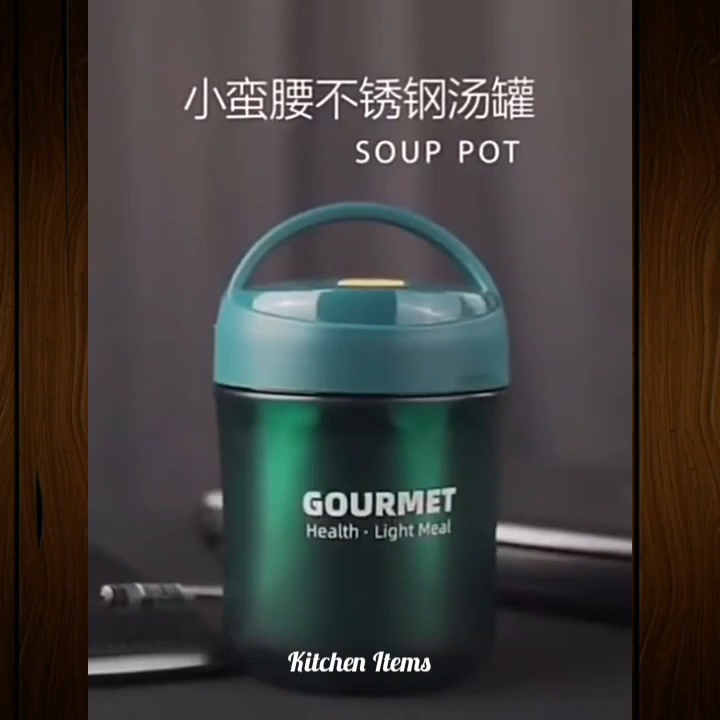 小蛮腰不锈钢汤罐
SOUP POT
GOURMET
Health · Light Meal
Kitchen Items